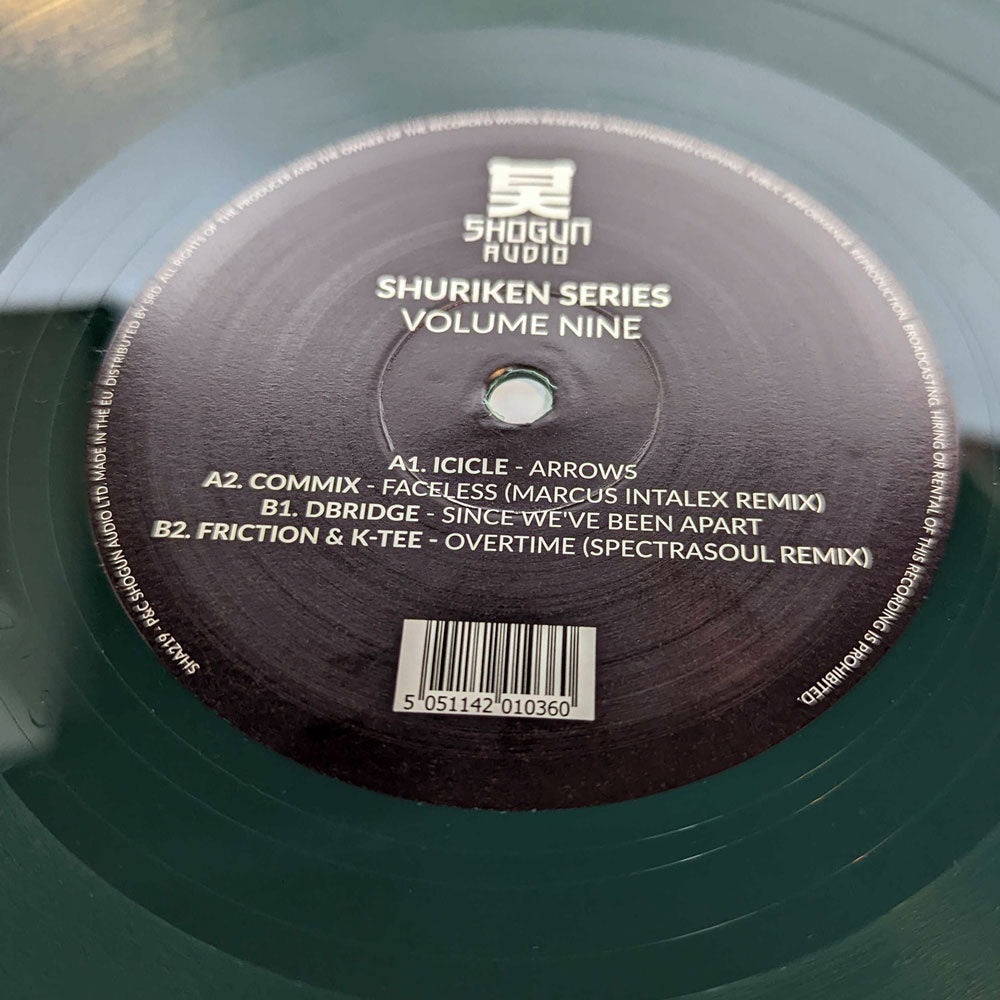 SHOGUN
AUDIO
SHURIKEN SERIES
VOLUME NINE
A1. ICICLE - ARROWS
A2. COMMIX - FACELESS (MARCUS INTALEX REMIX)
B1. DBRIDGE - SINCE WE'VE BEEN APART
B2. FRICTION & K-TEE - OVERTIME (SPECTRASOUL REMIX)
5 051142 010360
SHA219 - P&C SHOGUN AUDIO LTD. MADE IN THE EU. DISTRIBUTED BY SRD. ALL RIGHTS OF THE PRODUCTS AND THE OWNER OF THE RECORDED WORKS RESERVED. UNAUTHORISED COPYING, PUBLIC PERFORMANCE, REPRODUCTION, BROADCASTING, HIRING OR RENTAL OF THIS RECORDING IS PROHIBITED.